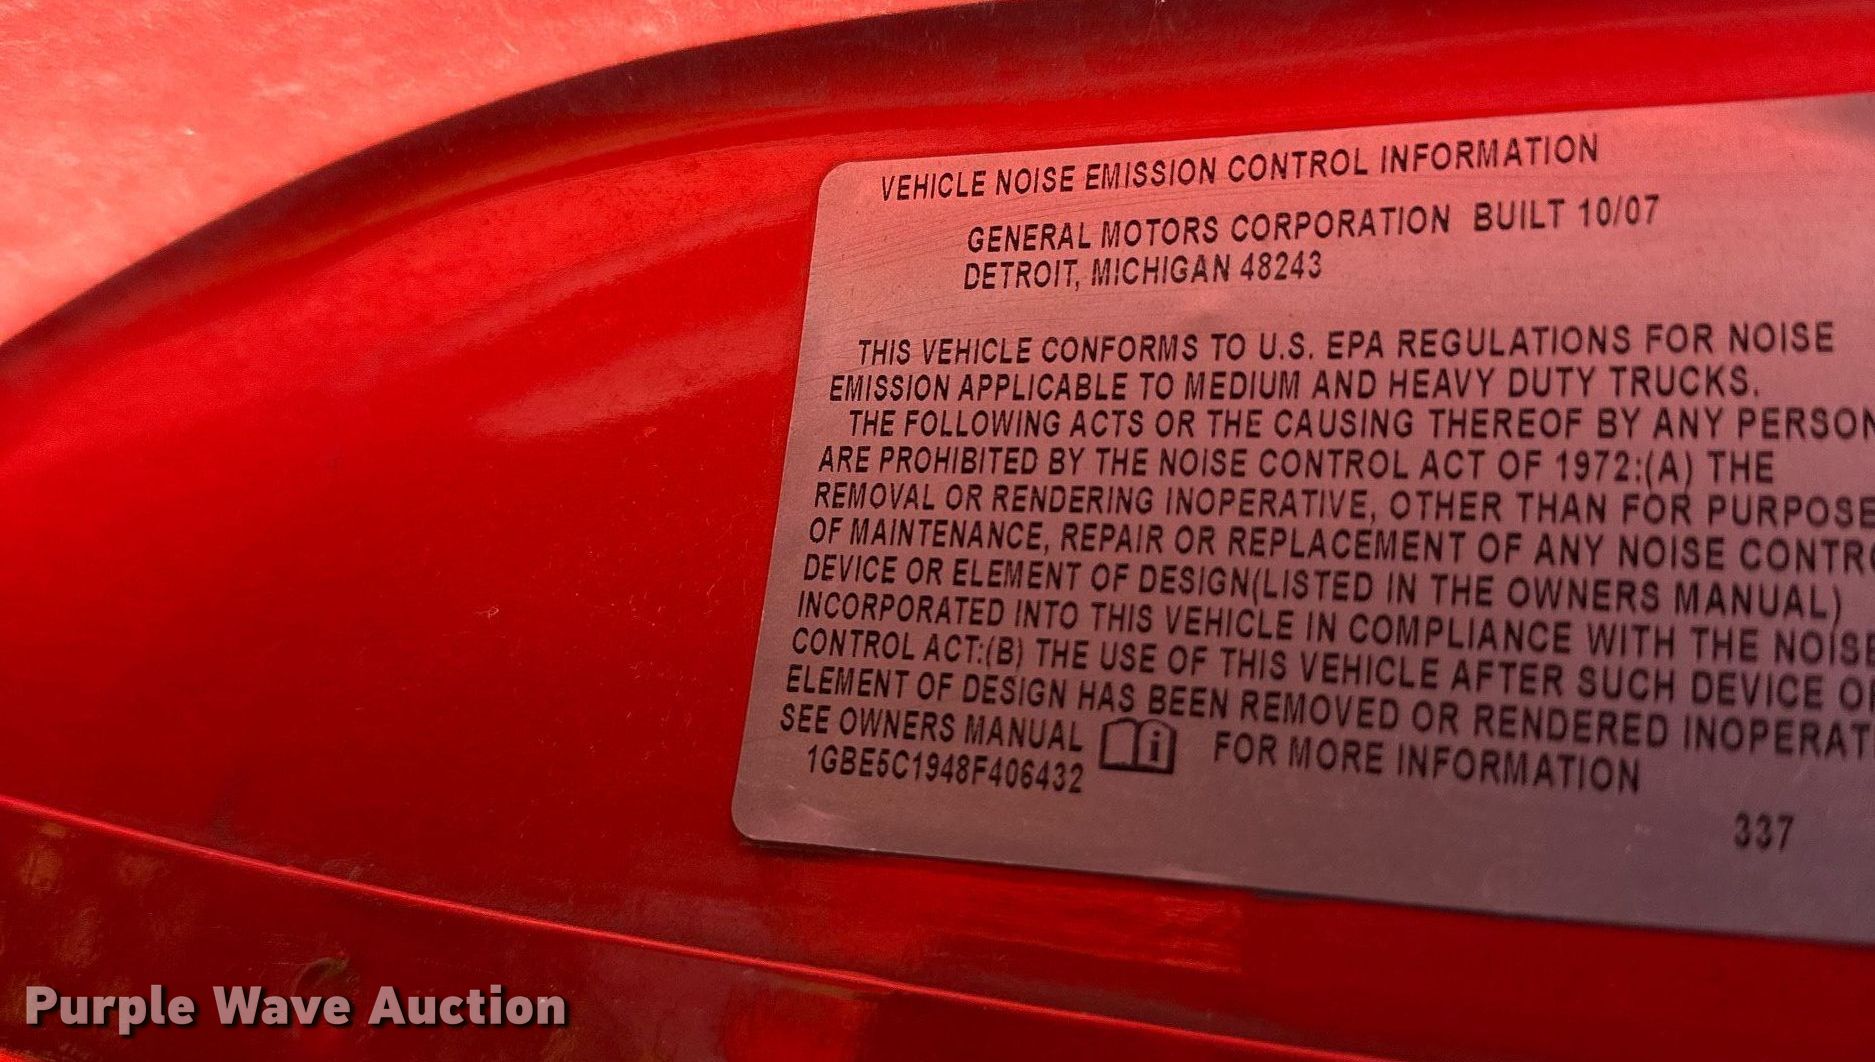 VEHICLE NOISE EMISSION CONTROL INFORMATION
GENERAL MOTORS CORPORATION BUILT 10/07
DETROIT, MICHIGAN 48243
THIS VEHICLE CONFORMS TO U.S. EPA REGULATIONS FOR NOISE
EMISSION APPLICABLE TO MEDIUM AND HEAVY DUTY TRUCKS.
THE FOLLOWING ACTS OR THE CAUSING THEREOF BY ANY PERSON
ARE PROHIBITED BY THE NOISE CONTROL ACT OF 1972:(A) THE
REMOVAL OR RENDERING INOPERATIVE, OTHER THAN FOR PURPOSE
OF MAINTENANCE, REPAIR OR REPLACEMENT OF ANY NOISE CONTR
DEVICE OR ELEMENT OF DESIGN(LISTED IN THE OWNERS MANUAL)
INCORPORATED INTO THIS VEHICLE IN COMPLIANCE WITH THE NOISE
CONTROL ACT:(B) THE USE OF THIS VEHICLE AFTER SUCH DEVICE O
ELEMENT OF DESIGN HAS BEEN REMOVED OR RENDERED INOPERAT
SEE OWNERS MANUAL i FOR MORE INFORMATION
1GBE5C1948F406432
337
Purple Wave Auction